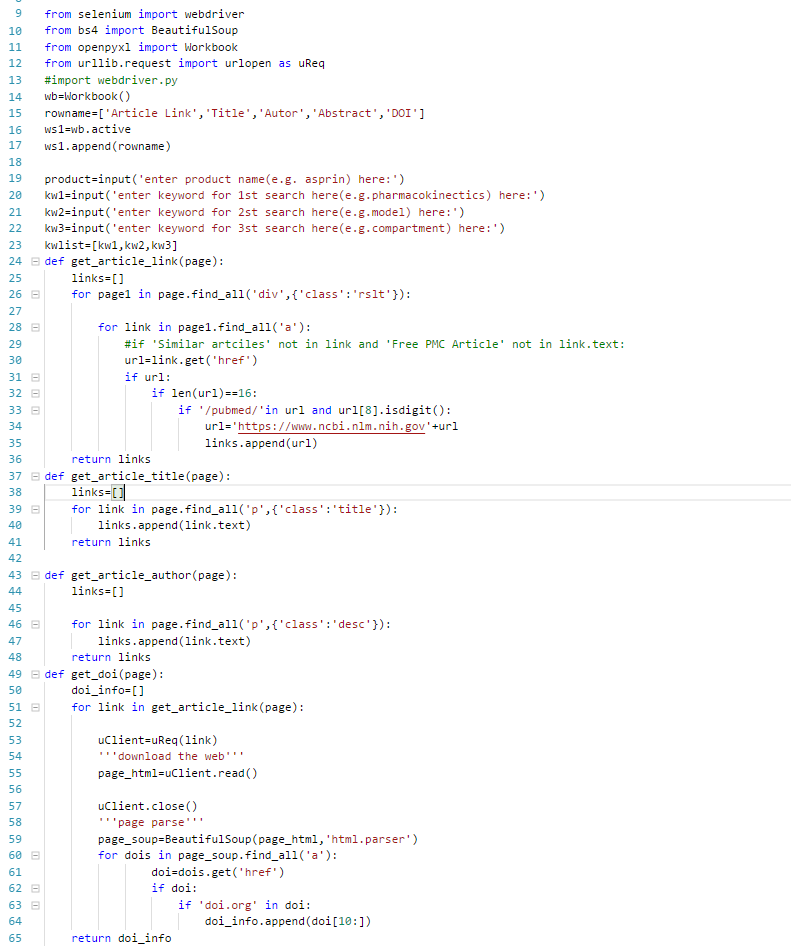 9 from selenium import webdriver
10 from bs4 import BeautifulSoup
11 from openpyxl import Workbook
12 from urllib.request import urlopen as uReq
13 #import webdriver.py
14 wb=Workbook()
15 rowname=['Article Link','Title','Autor','Abstract','DOI']
16 ws1=wb.active
17 ws1.append(rowname)
18
19 product=input('enter product name(e.g. asprin) here:')
20 kw1=input('enter keyword for 1st search here(e.g.pharmacokinectics) here:')
21 kw2=input('enter keyword for 2st search here(e.g.model) here:')
22 kw3=input('enter keyword for 3st search here(e.g.compartment) here:')
23 kwlist=[kw1,kw2,kw3]
24 def get_article_link(page):
25     links=[]
26     for page1 in page.find_all('div',{'class':'rslt'}):
27
28         for link in page1.find_all('a'):
29             #if 'Similar artciles' not in link and 'Free PMC Article' not in link.text:
30             url=link.get('href')
31             if url:
32                 if len(url)==16:
33                     if '/pubmed/'in url and url[8].isdigit():
34                         url='https://www.ncbi.nlm.nih.gov'+url
35                         links.append(url)
36     return links
37 def get_article_title(page):
38     links=[]
39     for link in page.find_all('p',{'class':'title'}):
40         links.append(link.text)
41     return links
42
43 def get_article_author(page):
44     links=[]
45
46     for link in page.find_all('p',{'class':'desc'}):
47         links.append(link.text)
48     return links
49 def get_doi(page):
50     doi_info=[]
51     for link in get_article_link(page):
52
53         uClient=uReq(link)
54         '''download the web'''
55         page_html=uClient.read()
56
57         uClient.close()
58         '''page parse'''
59         page_soup=BeautifulSoup(page_html,'html.parser')
60         for dois in page_soup.find_all('a'):
61                 doi=dois.get('href')
62                 if doi:
63                     if 'doi.org' in doi:
64                         doi_info.append(doi[10:])
65     return doi_info